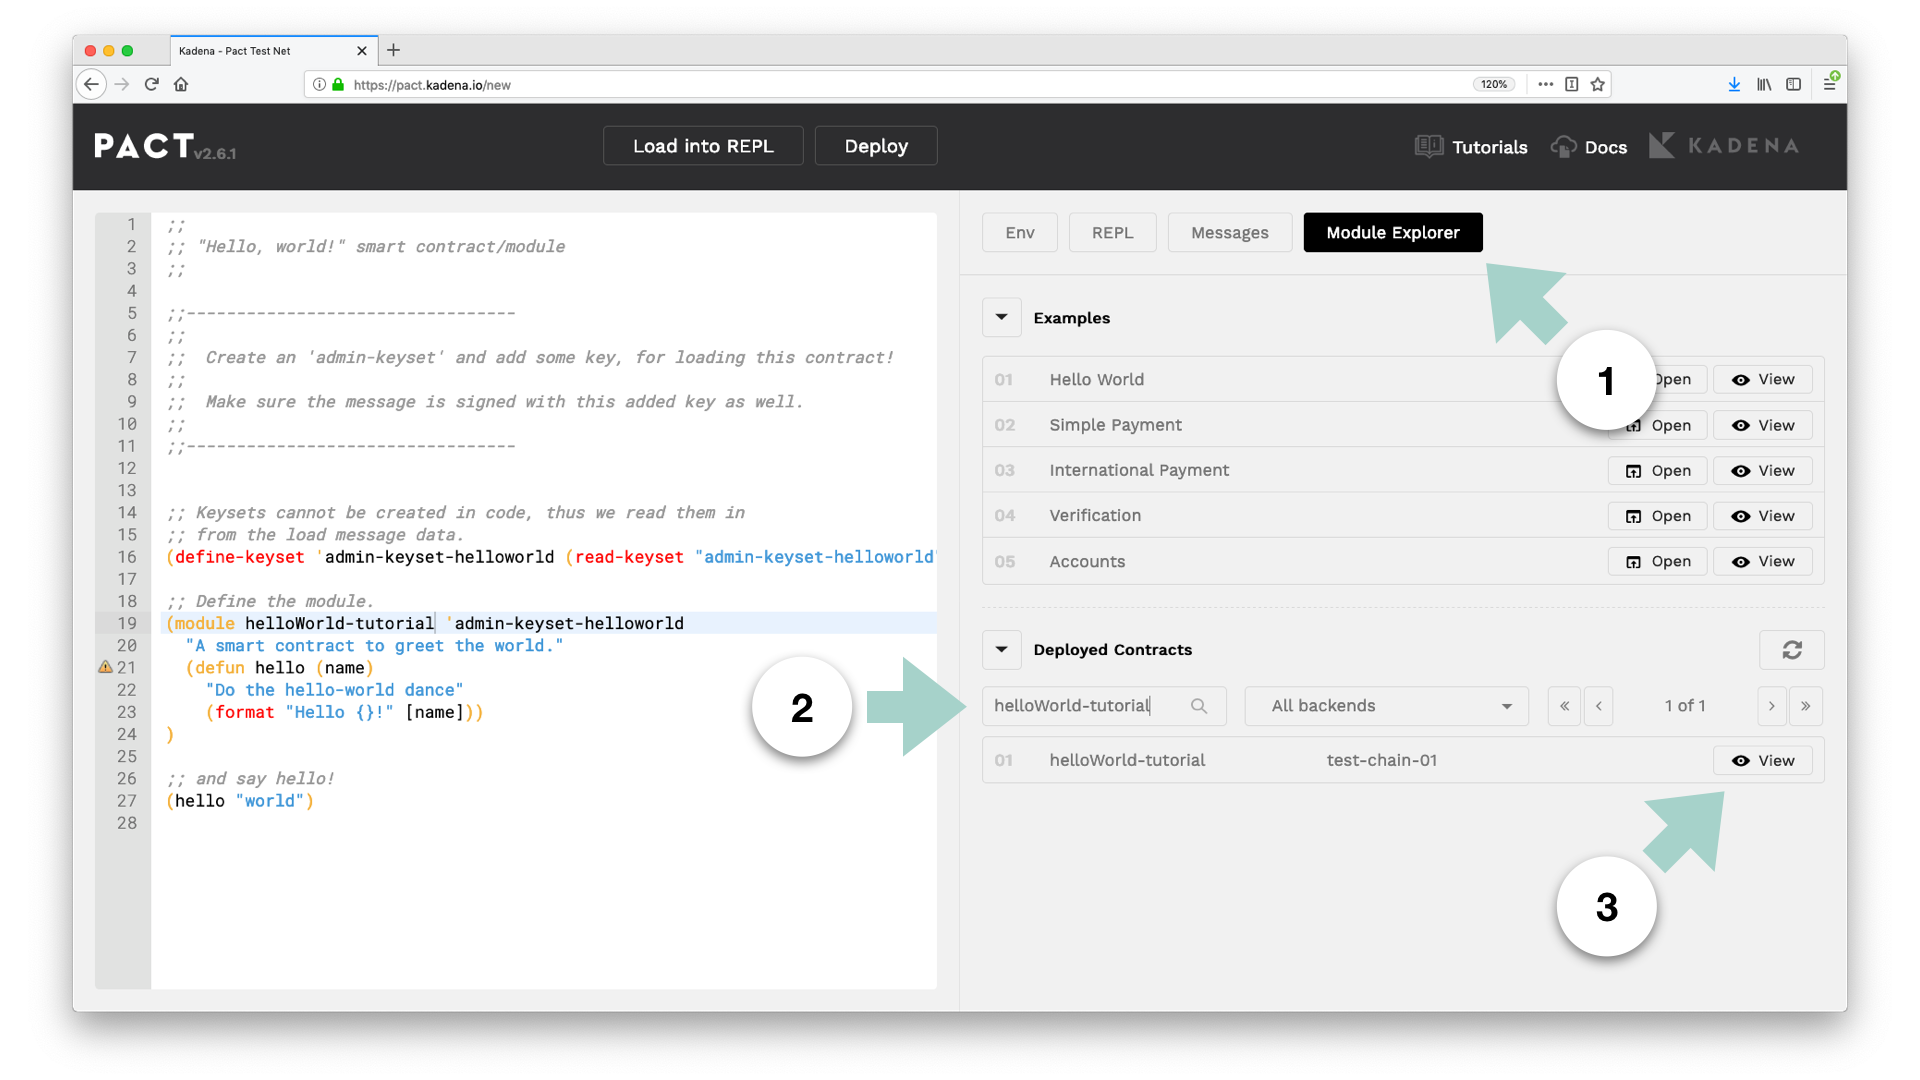 Kadena - Pact Test Net
https://pact.kadena.io/new
120%
PACT v2.6.1
Load into REPL
Deploy
Tutorials
Docs
KADENA
1 ;;
2 ;; "Hello, world!" smart contract/module
3 ;;
4
5 ;;---------------------------------
6 ;;
7 ;;  Create an 'admin-keyset' and add some key, for loading this contract!
8 ;;
9 ;;  Make sure the message is signed with this added key as well.
10 ;;
11 ;;---------------------------------
12
13
14 ;; Keysets cannot be created in code, thus we read them in
15 ;; from the load message data.
16 (define-keyset 'admin-keyset-helloworld (read-keyset "admin-keyset-helloworld"
17
18 ;; Define the module.
19 (module helloWorld-tutorial 'admin-keyset-helloworld
20   "A smart contract to greet the world."
21   (defun hello (name)
22     "Do the hello-world dance"
23     (format "Hello {}!" [name]))
24 )
25
26 ;; and say hello!
27 (hello "world")
28
Env
REPL
Messages
Module Explorer
1
Examples
01 Hello World Open View
02 Simple Payment Open View
03 International Payment Open View
04 Verification Open View
05 Accounts Open View
Deployed Contracts
2
helloWorld-tutorial
All backends
« ‹ 1 of 1 › »
01 helloWorld-tutorial test-chain-01 View
3